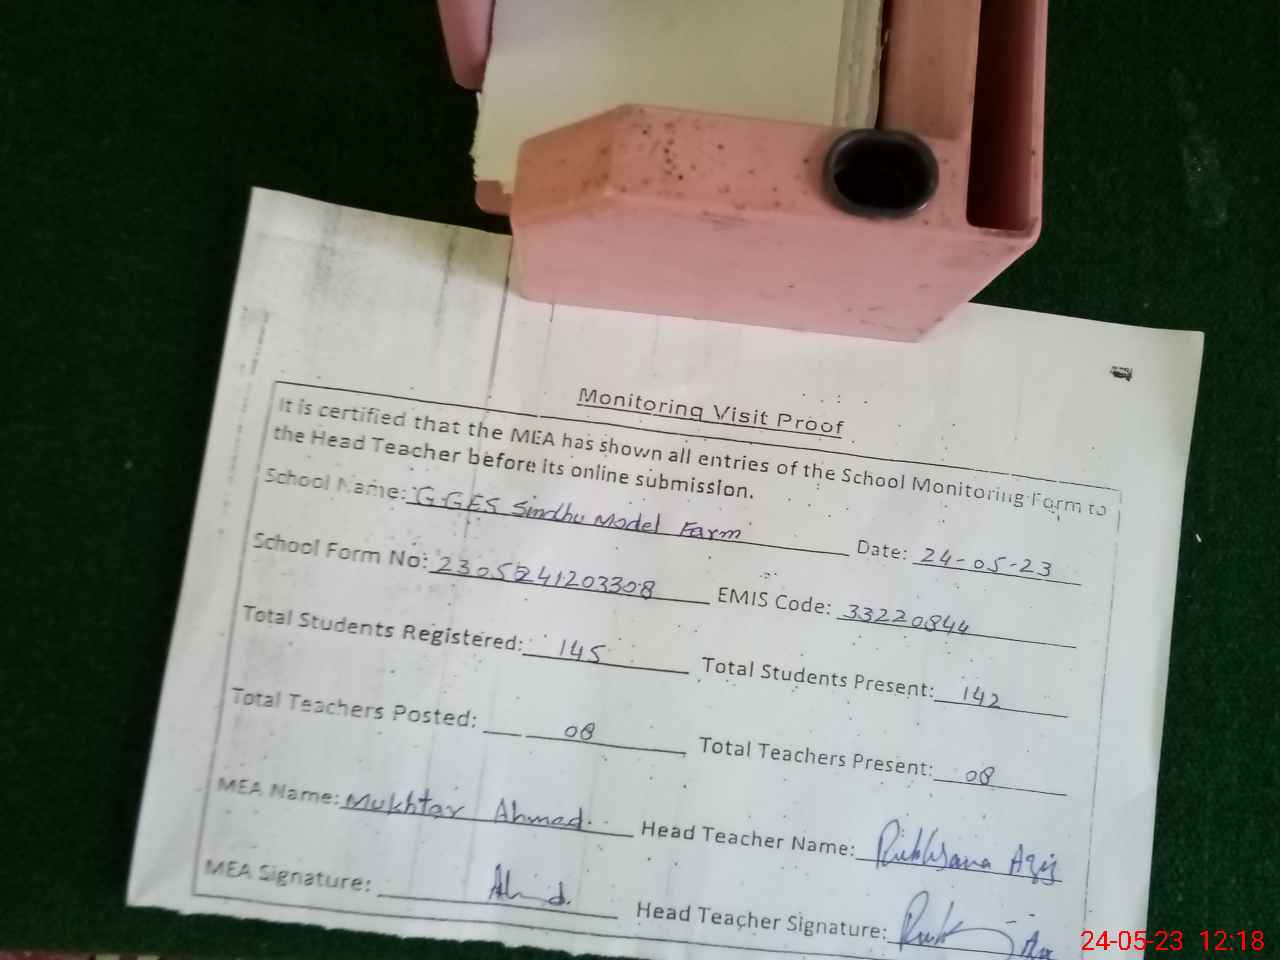 Monitoring Visit Proof
It is certified that the MEA has shown all entries of the School Monitoring Form to
the Head Teacher before its online submission.
School Name: G.GES Sindhu Model Farm Date: 24-05-23
School Form No: 2305241203308 EMIS Code: 33220844
Total Students Registered: 145 Total Students Present: 142
Total Teachers Posted: 08 Total Teachers Present: 08
MEA Name: Mukhtar Ahmad. Head Teacher Name: Rukhsana Aziz
MEA Signature: Head Teacher Signature:
24-05-23 12:18